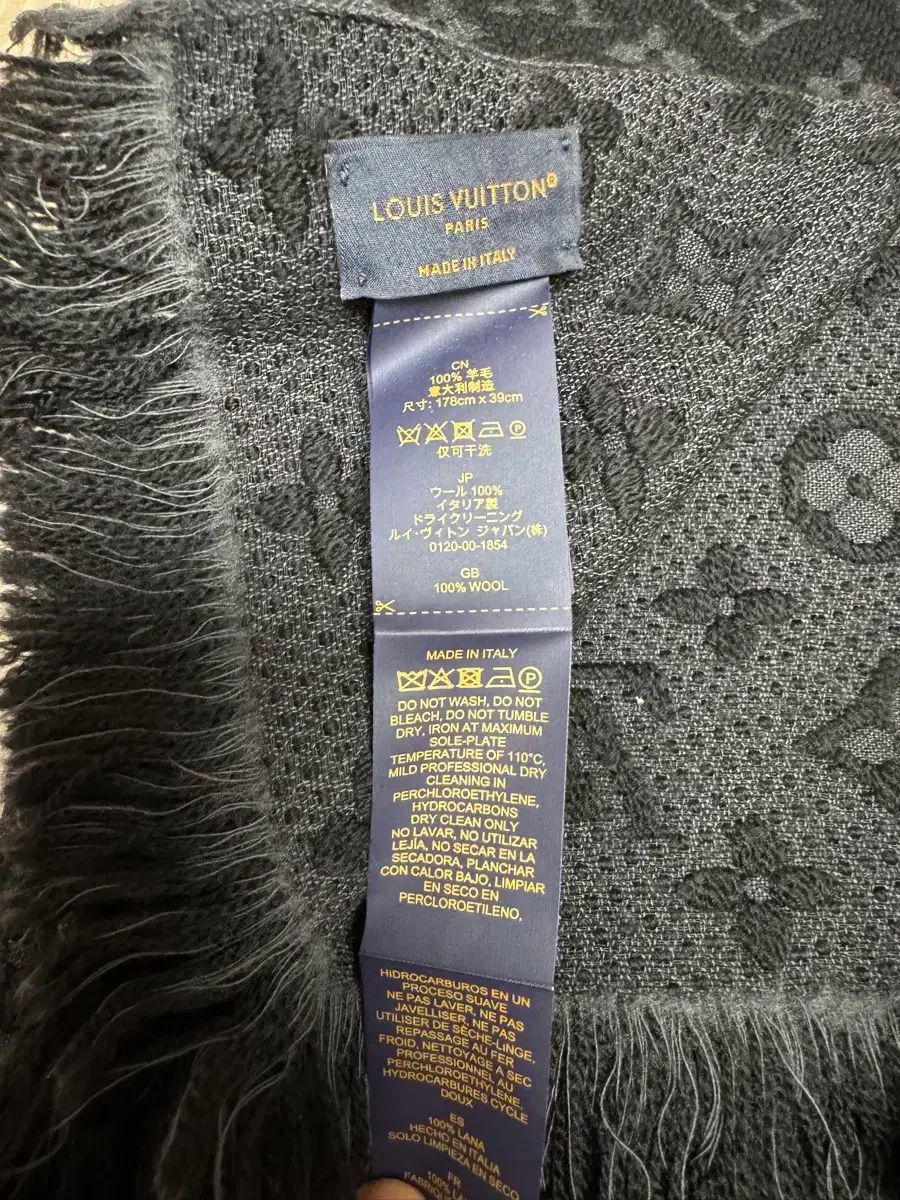 LOUIS VUITTON®
PARIS
MADE IN ITALY
CN
100% 羊毛
意大利制造
尺寸: 178cm x 39cm
仅可干洗
JP
ウール 100%
イタリア製
ドライクリーニング
ルイ・ヴィトン ジャパン(株)
0120-00-1854
GB
100% WOOL
MADE IN ITALY
DO NOT WASH, DO NOT
BLEACH, DO NOT TUMBLE
DRY, IRON AT MAXIMUM
SOLE-PLATE
TEMPERATURE OF 110°C,
MILD PROFESSIONAL DRY
CLEANING IN
PERCHLOROETHYLENE,
HYDROCARBONS
DRY CLEAN ONLY
NO LAVAR, NO UTILIZAR
LEJÍA, NO SECAR EN LA
SECADORA, PLANCHAR
CON CALOR BAJO, LIMPIAR
EN SECO EN
PERCLOROETILENO,
HIDROCARBUROS EN UN
PROCESO SUAVE
NE PAS LAVER, NE PAS
JAVELLISER, NE PAS
UTILISER DE SÈCHE-LINGE,
REPASSAGE AU FER
FROID, NETTOYAGE A SEC
PROFESSIONNEL AU
PERCHLOROETHYLENE,
HYDROCARBURES CYCLE
DOUX
ES
100% LANA
HECHO EN ITALIA
SOLO LIMPIEZA EN SECO
FR
100%